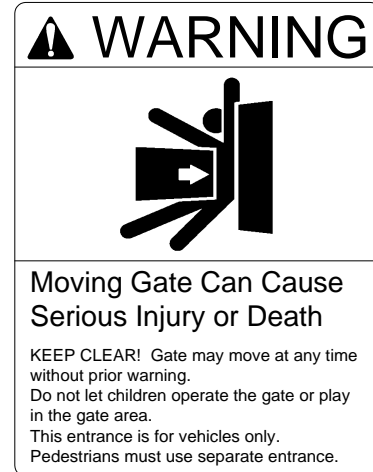 WARNING
Moving Gate Can Cause
Serious Injury or Death
KEEP CLEAR!  Gate may move at any time
without prior warning.
Do not let children operate the gate or play
in the gate area.
This entrance is for vehicles only.
Pedestrians must use separate entrance.